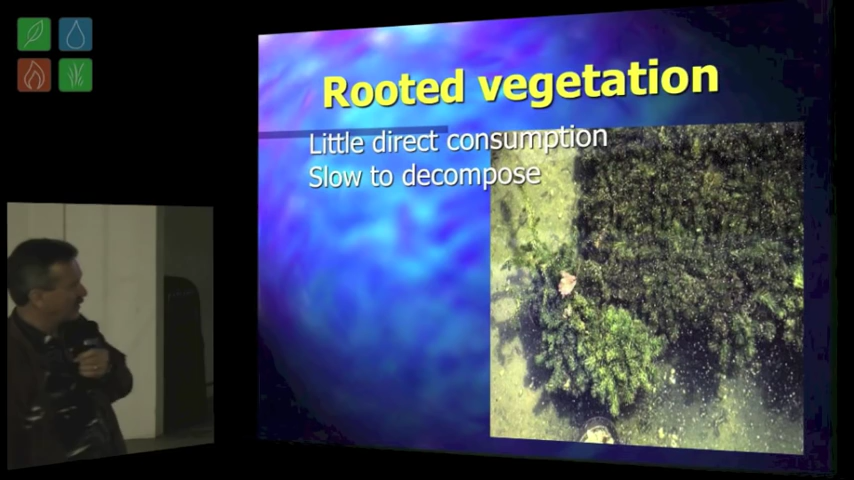 Rooted vegetation
Little direct consumption
Slow to decompose